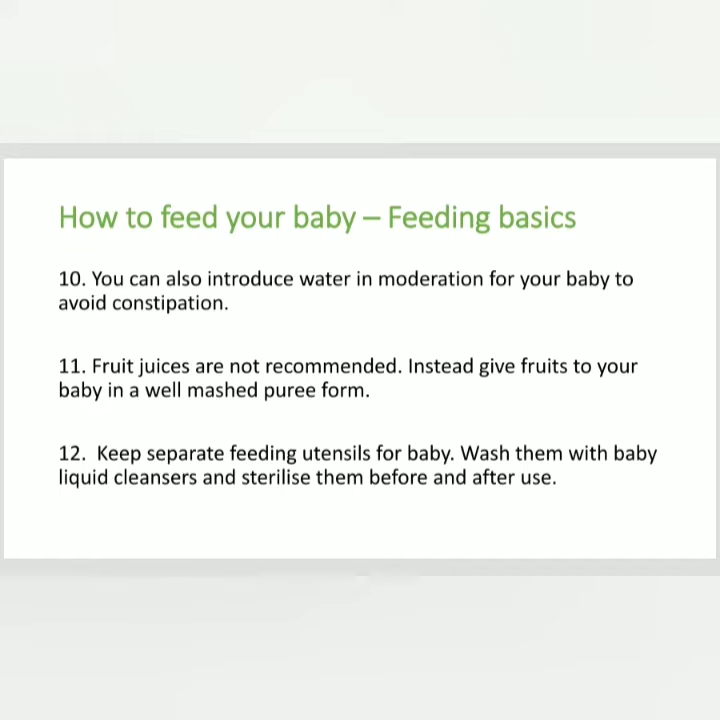 How to feed your baby – Feeding basics
10. You can also introduce water in moderation for your baby to
avoid constipation.
11. Fruit juices are not recommended. Instead give fruits to your
baby in a well mashed puree form.
12.  Keep separate feeding utensils for baby. Wash them with baby
liquid cleansers and sterilise them before and after use.